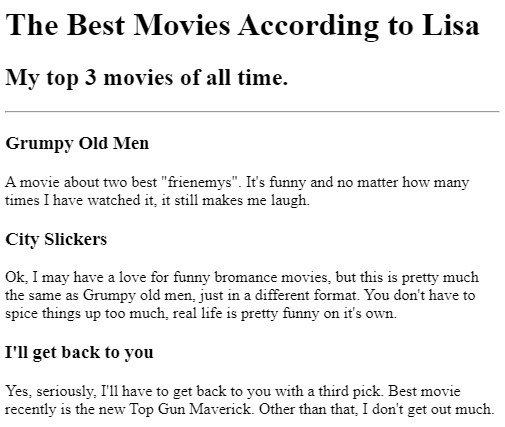 The Best Movies According to Lisa
My top 3 movies of all time.
Grumpy Old Men
A movie about two best "frienemys". It's funny and no matter how many
times I have watched it, it still makes me laugh.
City Slickers
Ok, I may have a love for funny bromance movies, but this is pretty much
the same as Grumpy old men, just in a different format. You don't have to
spice things up too much, real life is pretty funny on it's own.
I'll get back to you
Yes, seriously, I'll have to get back to you with a third pick. Best movie
recently is the new Top Gun Maverick. Other than that, I don't get out much.